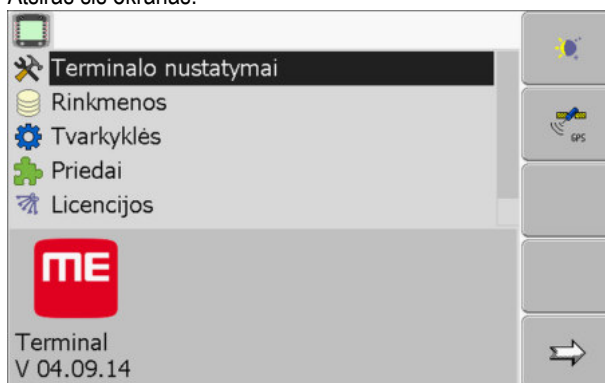 Atsiras šis ekranas:
Terminalo nustatymai
Rinkmenos
Tvarkyklės
Priedai
Licencijos
GPS
ME
Terminal
V 04.09.14